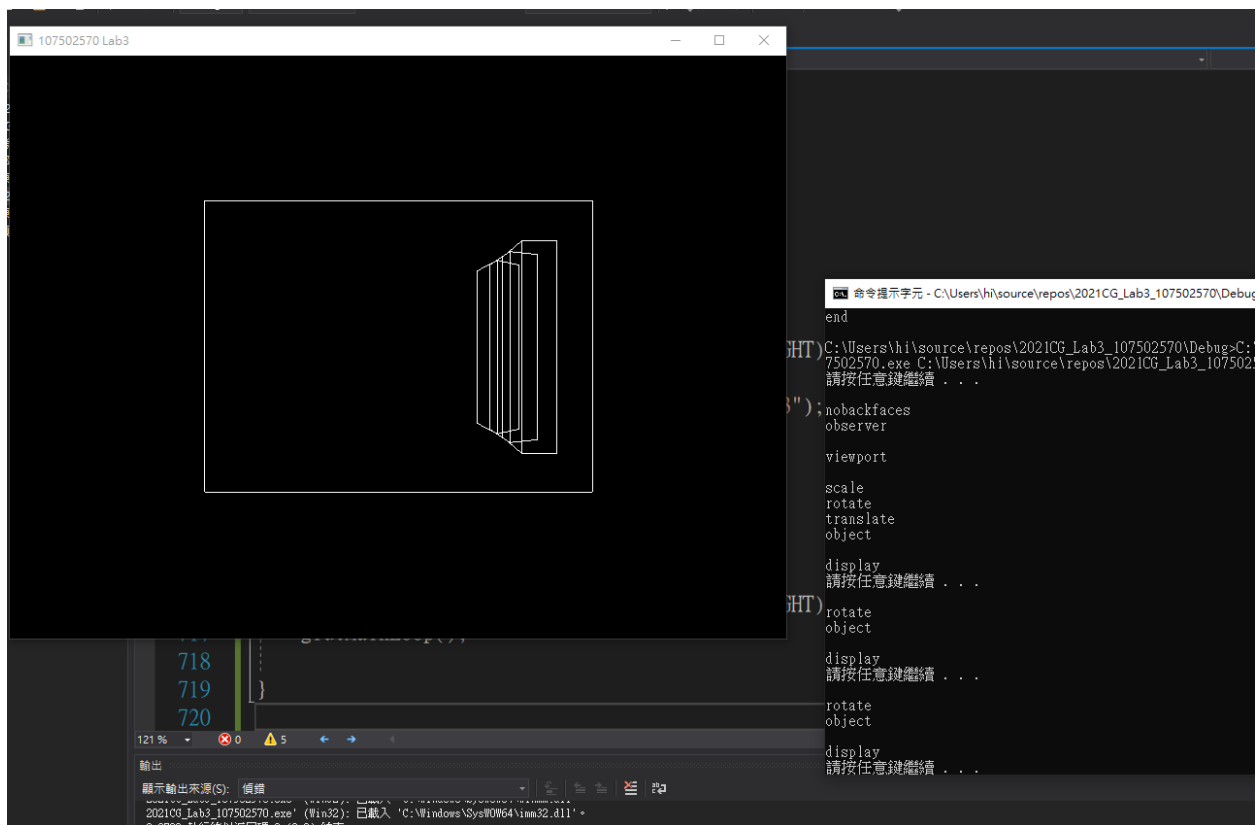 107502570 Lab3
命令提示字元 - C:\Users\hi\source\repos\2021CG_Lab3_107502570\Debug
end
C:\Users\hi\source\repos\2021CG_Lab3_107502570\Debug>C:
7502570.exe C:\Users\hi\source\repos\2021CG_Lab3_107502
請按任意鍵繼續 . . .
nobackfaces
observer
viewport
scale
rotate
translate
object
display
請按任意鍵繼續 . . .
rotate
object
display
請按任意鍵繼續 . . .
rotate
object
display
請按任意鍵繼續 . . .
GHT)
");
GHT)
718
719 }
720
121 % 0 5
輸出
顯示輸出來源(S): 偵錯
2021CG_Lab3_107502570.exe' (Win32): 已載入 'C:\Windows\SysWOW64\imm32.dll'。